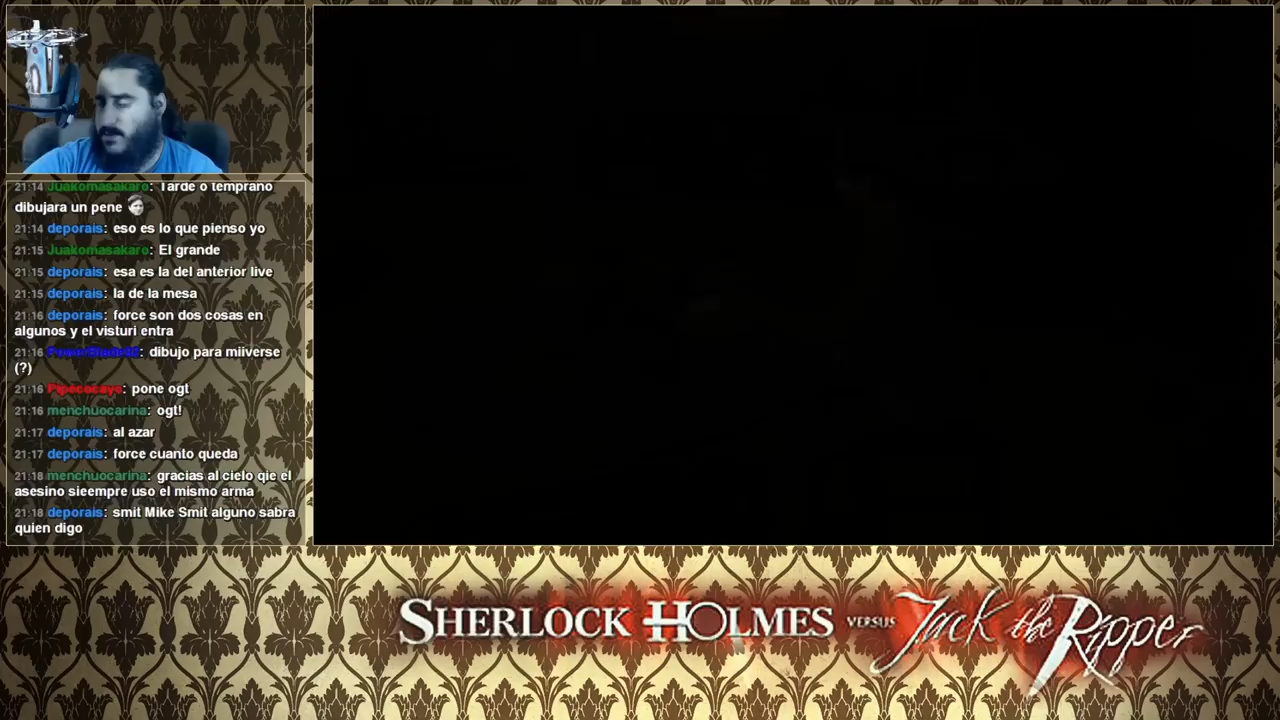 21:14 Juakomasakaro: Tarde o temprano
dibujara un pene
21:14 deporais: eso es lo que pienso yo
21:15 Juakomasakaro: El grande
21:15 deporais: esa es la del anterior live
21:15 deporais: la de la mesa
21:16 deporais: force son dos cosas en
algunos y el visturi entra
21:16 PowerBlade92: dibujo para miiverse
(?)
21:16 Pipecocayo: pone ogt
21:16 menchuocarina: ogt!
21:17 deporais: al azar
21:17 deporais: force cuanto queda
21:18 menchuocarina: gracias al cielo qie el
asesino sieempre uso el mismo arma
21:18 deporais: smit Mike Smit alguno sabra
quien digo
SHERLOCK HOLMES VERSUS Jack the Ripper